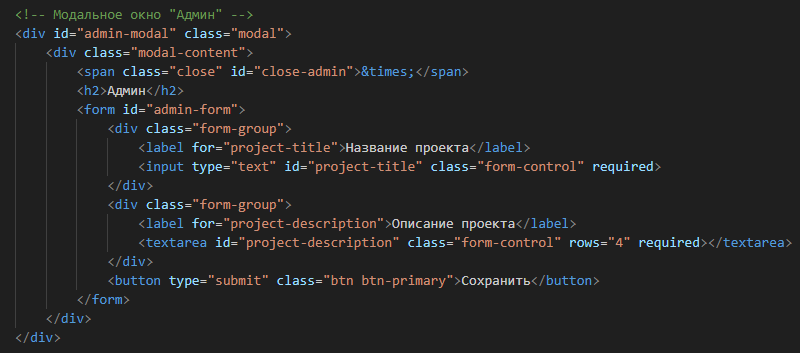 <!-- Модальное окно "Админ" -->
<div id="admin-modal" class="modal">
    <div class="modal-content">
        <span class="close" id="close-admin">&times;</span>
        <h2>Админ</h2>
        <form id="admin-form">
            <div class="form-group">
                <label for="project-title">Название проекта</label>
                <input type="text" id="project-title" class="form-control" required>
            </div>
            <div class="form-group">
                <label for="project-description">Описание проекта</label>
                <textarea id="project-description" class="form-control" rows="4" required></textarea>
            </div>
            <button type="submit" class="btn btn-primary">Сохранить</button>
        </form>
    </div>
</div>